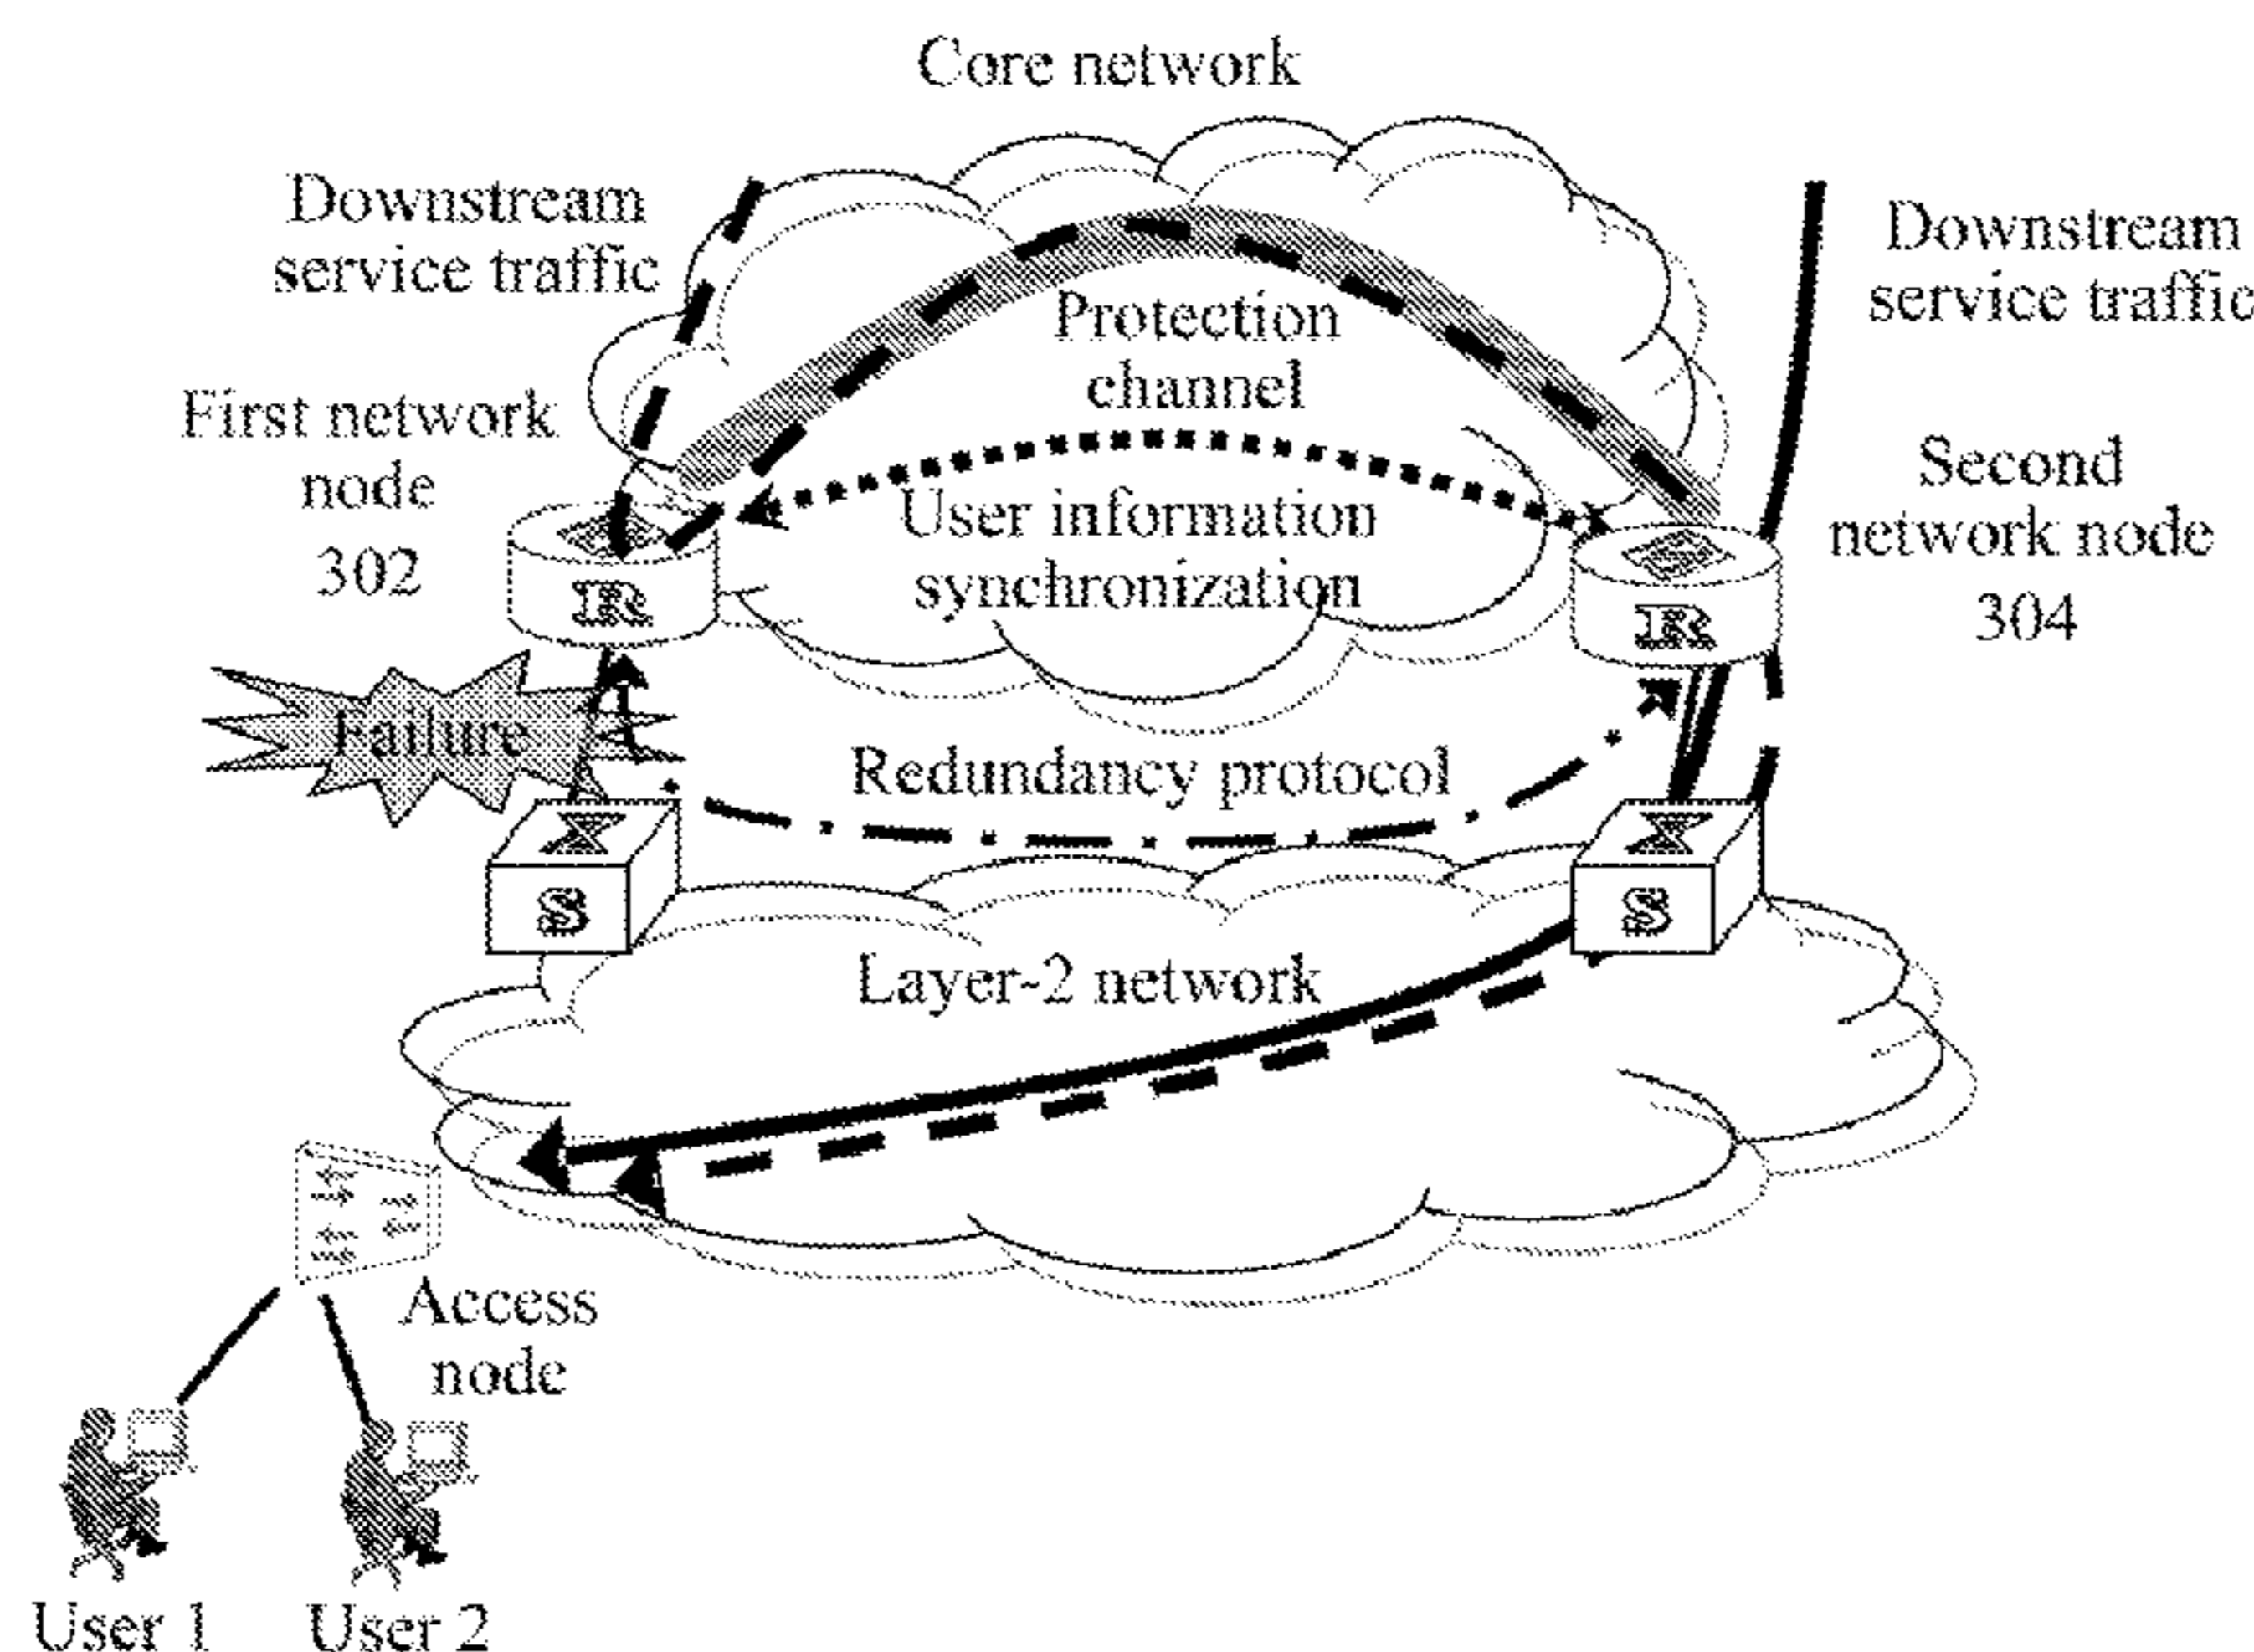 Core network
Downstream
service traffic
Downstream
service traffic
Protection
channel
First network
node
302
Second
network node
304
User information
synchronization
R
R
Failure
Redundancy protocol
S
S
Layer-2 network
Access
node
User 1
User 2